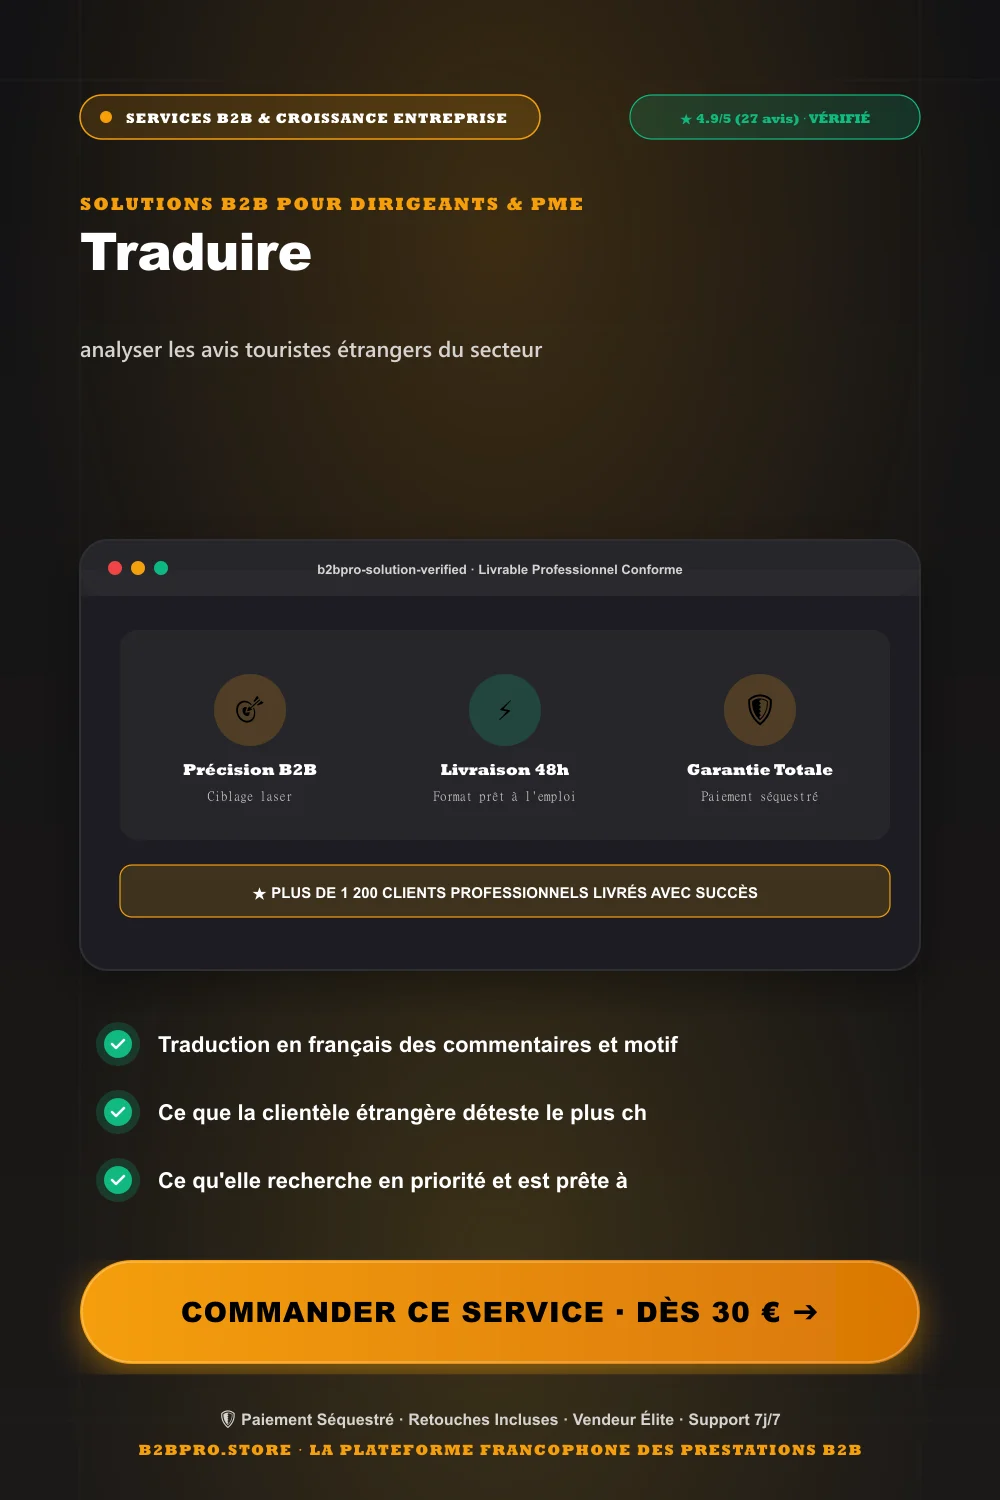 SERVICES B2B & CROISSANCE ENTREPRISE
★ 4.9/5 (27 avis) · VÉRIFIÉ
SOLUTIONS B2B POUR DIRIGEANTS & PME
Traduire
analyser les avis touristes étrangers du secteur
b2bpro-solution-verified · Livrable Professionnel Conforme
Précision B2B
Ciblage laser
Livraison 48h
Format prêt à l'emploi
Garantie Totale
Paiement séquestré
★ PLUS DE 1 200 CLIENTS PROFESSIONNELS LIVRÉS AVEC SUCCÈS
Traduction en français des commentaires et motif
Ce que la clientèle étrangère déteste le plus ch
Ce qu'elle recherche en priorité et est prête à
COMMANDER CE SERVICE · DÈS 30 € ➔
Paiement Séquestré · Retouches Incluses · Vendeur Élite · Support 7j/7
B2BPRO.STORE · LA PLATEFORME FRANCOPHONE DES PRESTATIONS B2B